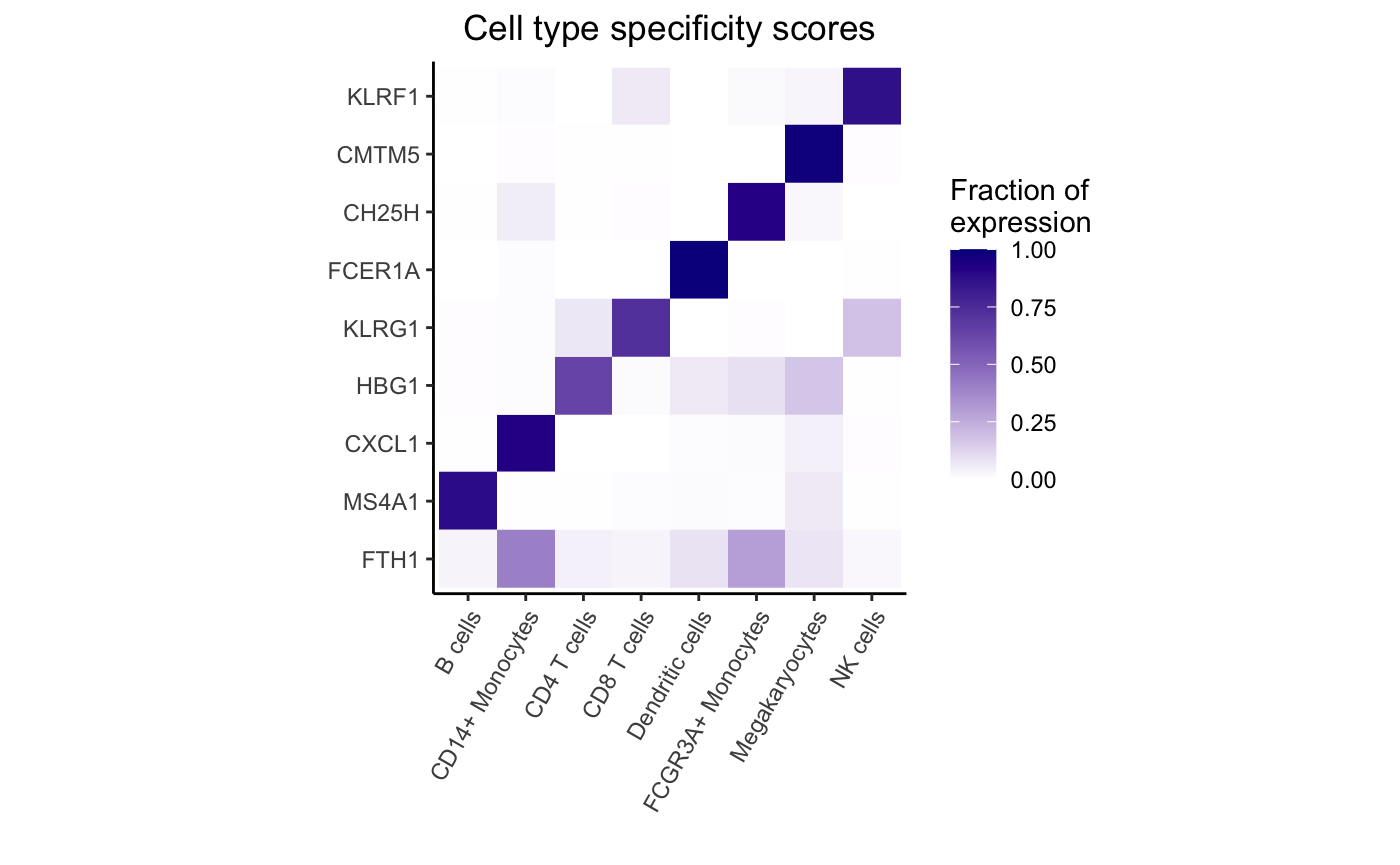 Cell type specificity scores
KLRF1
CMTM5
CH25H
FCER1A
KLRG1
HBG1
CXCL1
MS4A1
FTH1
B cells
CD14+ Monocytes
CD4 T cells
CD8 T cells
Dendritic cells
FCGR3A+ Monocytes
Megakaryocytes
NK cells
Fraction of
expression
1.00
0.75
0.50
0.25
0.00